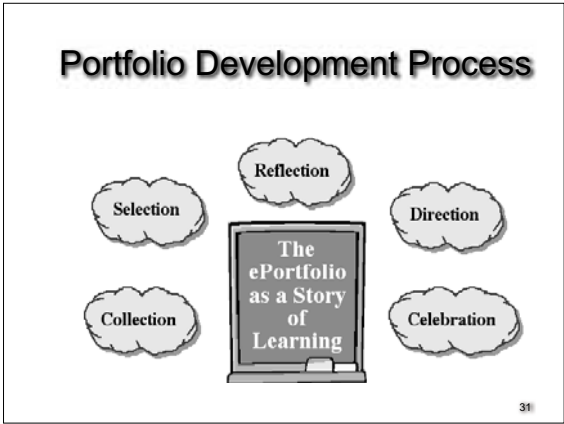 Portfolio Development Process
Reflection
Selection
Direction
The
ePortfolio
as a Story
of
Learning
Collection
Celebration
31